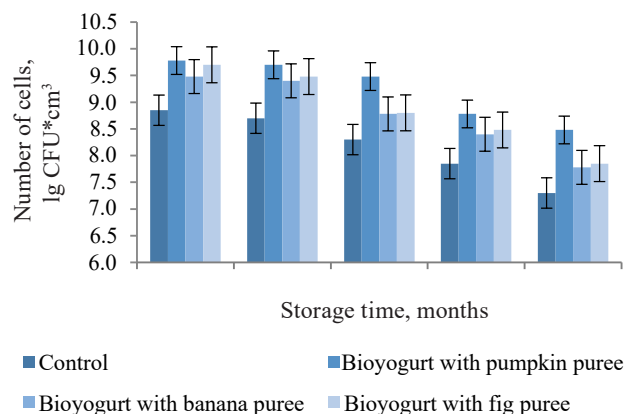 Number of cells,
lg CFU*cm³
10.5
10.0
9.5
9.0
8.5
8.0
7.5
7.0
6.5
6.0
Storage time, months
Control
Bioyogurt with pumpkin puree
Bioyogurt with banana puree
Bioyogurt with fig puree